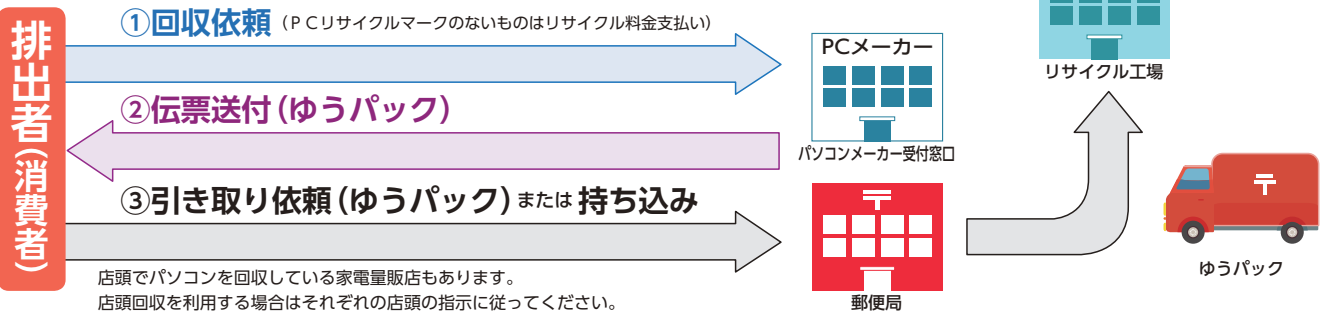 排出者(消費者)
①回収依頼（ＰＣリサイクルマークのないものはリサイクル料金支払い）
②伝票送付(ゆうパック)
③引き取り依頼(ゆうパック)または持ち込み
店頭でパソコンを回収している家電量販店もあります。
店頭回収を利用する場合はそれぞれの店頭の指示に従ってください。
PCメーカー
パソコンメーカー受付窓口
〒
郵便局
リサイクル工場
〒
ゆうパック